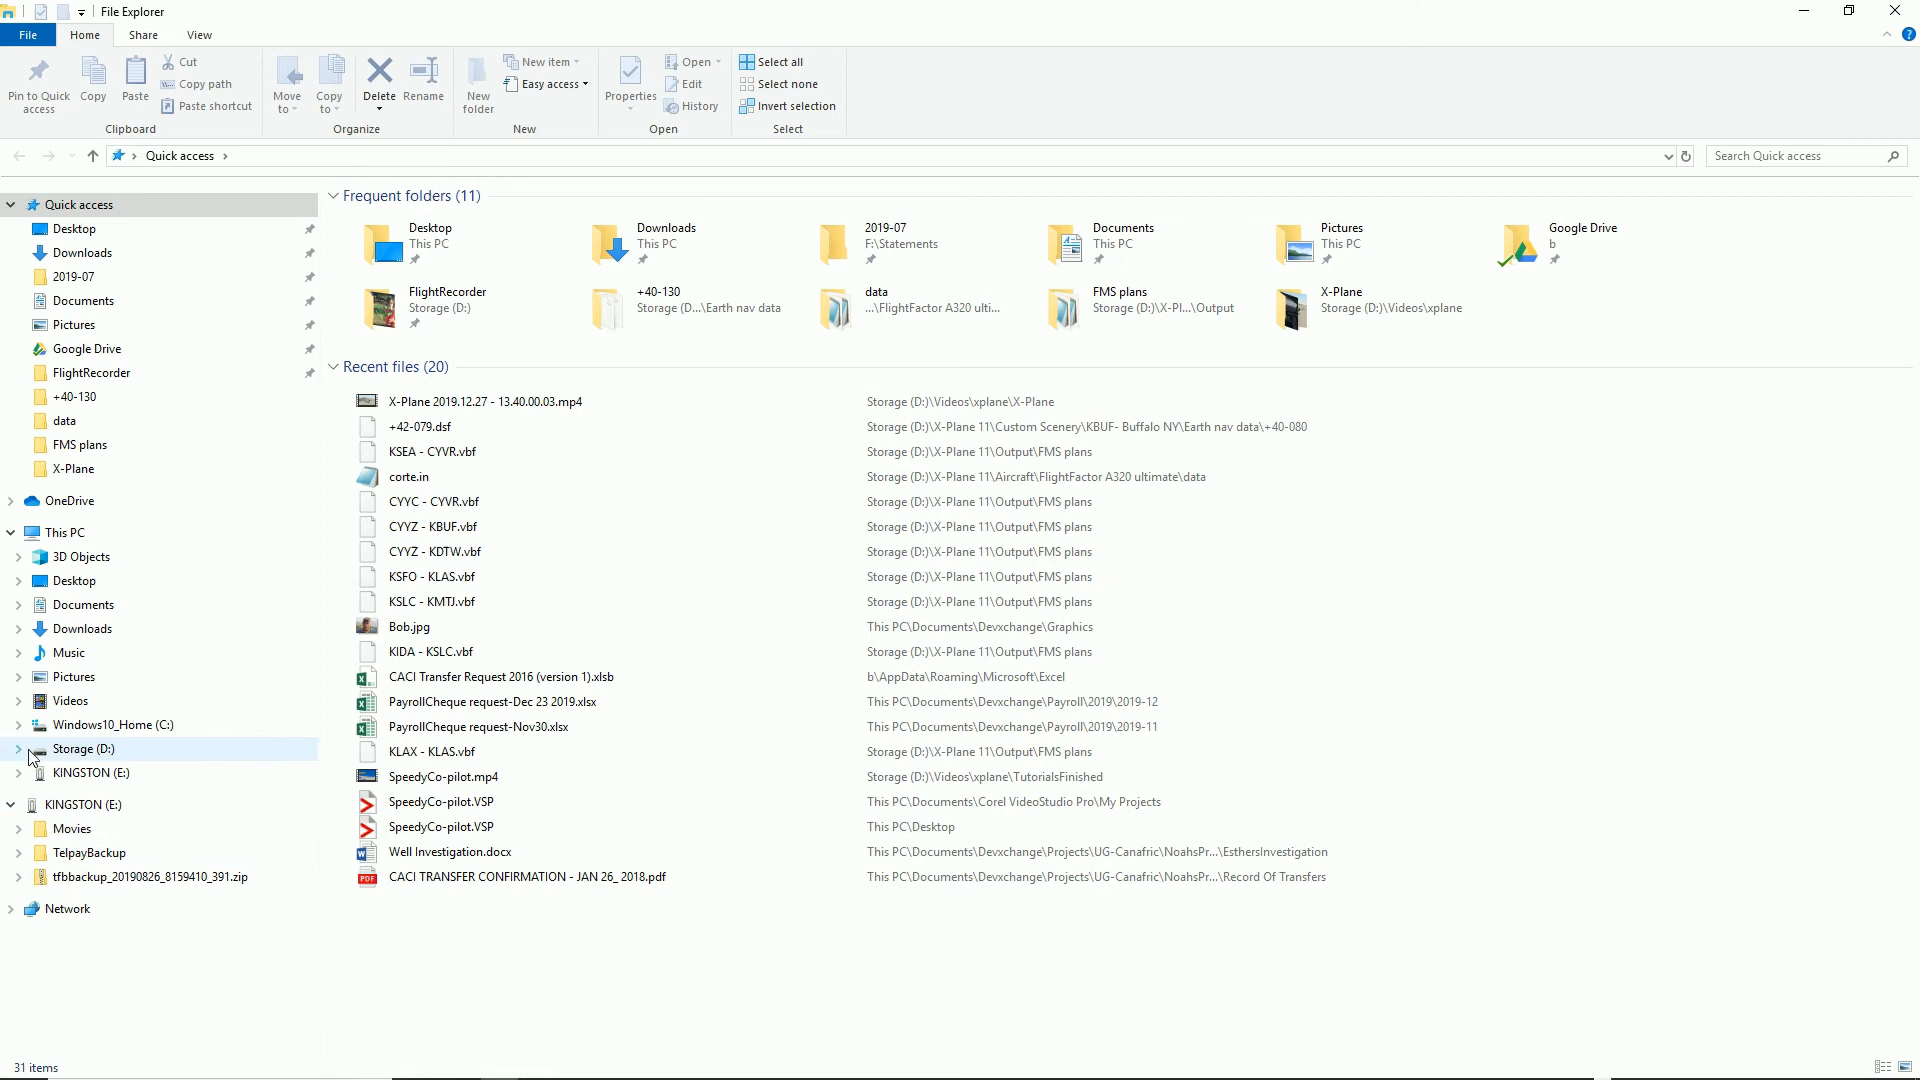 File Explorer
File Home Share View
Pin to Quick access
Copy
Paste
Cut
Copy path
Paste shortcut
Clipboard
Move to
Copy to
Delete
Rename
Organize
New folder
New item
Easy access
New
Properties
Open
Edit
History
Open
Select all
Select none
Invert selection
Select
Quick access
Search Quick access
Quick access
Desktop
Downloads
2019-07
Documents
Pictures
Google Drive
FlightRecorder
+40-130
data
FMS plans
X-Plane
OneDrive
This PC
3D Objects
Desktop
Documents
Downloads
Music
Pictures
Videos
Windows10_Home (C:)
Storage (D:)
KINGSTON (E:)
KINGSTON (E:)
Movies
TelpayBackup
tfbbackup_20190826_8159410_391.zip
Network
Frequent folders (11)
Desktop
This PC
Downloads
This PC
2019-07
F:\Statements
Documents
This PC
Pictures
This PC
Google Drive
b
FlightRecorder
Storage (D:)
+40-130
Storage (D...\Earth nav data
data
...\FlightFactor A320 ulti...
FMS plans
Storage (D:)\X-Pl...\Output
X-Plane
Storage (D:)\Videos\xplane
Recent files (20)
X-Plane 2019.12.27 - 13.40.00.03.mp4 Storage (D:)\Videos\xplane\X-Plane
+42-079.dsf Storage (D:)\X-Plane 11\Custom Scenery\KBUF- Buffalo NY\Earth nav data\+40-080
KSEA - CYVR.vbf Storage (D:)\X-Plane 11\Output\FMS plans
corte.in Storage (D:)\X-Plane 11\Aircraft\FlightFactor A320 ultimate\data
CYYC - CYVR.vbf Storage (D:)\X-Plane 11\Output\FMS plans
CYYZ - KBUF.vbf Storage (D:)\X-Plane 11\Output\FMS plans
CYYZ - KDTW.vbf Storage (D:)\X-Plane 11\Output\FMS plans
KSFO - KLAS.vbf Storage (D:)\X-Plane 11\Output\FMS plans
KSLC - KMTJ.vbf Storage (D:)\X-Plane 11\Output\FMS plans
Bob.jpg This PC\Documents\Devxchange\Graphics
KIDA - KSLC.vbf Storage (D:)\X-Plane 11\Output\FMS plans
CACI Transfer Request 2016 (version 1).xlsb b\AppData\Roaming\Microsoft\Excel
PayrollCheque request-Dec 23 2019.xlsx This PC\Documents\Devxchange\Payroll\2019\2019-12
PayrollCheque request-Nov30.xlsx This PC\Documents\Devxchange\Payroll\2019\2019-11
KLAX - KLAS.vbf Storage (D:)\X-Plane 11\Output\FMS plans
SpeedyCo-pilot.mp4 Storage (D:)\Videos\xplane\TutorialsFinished
SpeedyCo-pilot.VSP This PC\Documents\Corel VideoStudio Pro\My Projects
SpeedyCo-pilot.VSP This PC\Desktop
Well Investigation.docx This PC\Documents\Devxchange\Projects\UG-Canafric\NoahsPr...\EsthersInvestigation
CACI TRANSFER CONFIRMATION - JAN 26_ 2018.pdf This PC\Documents\Devxchange\Projects\UG-Canafric\NoahsPr...\Record Of Transfers
31 items